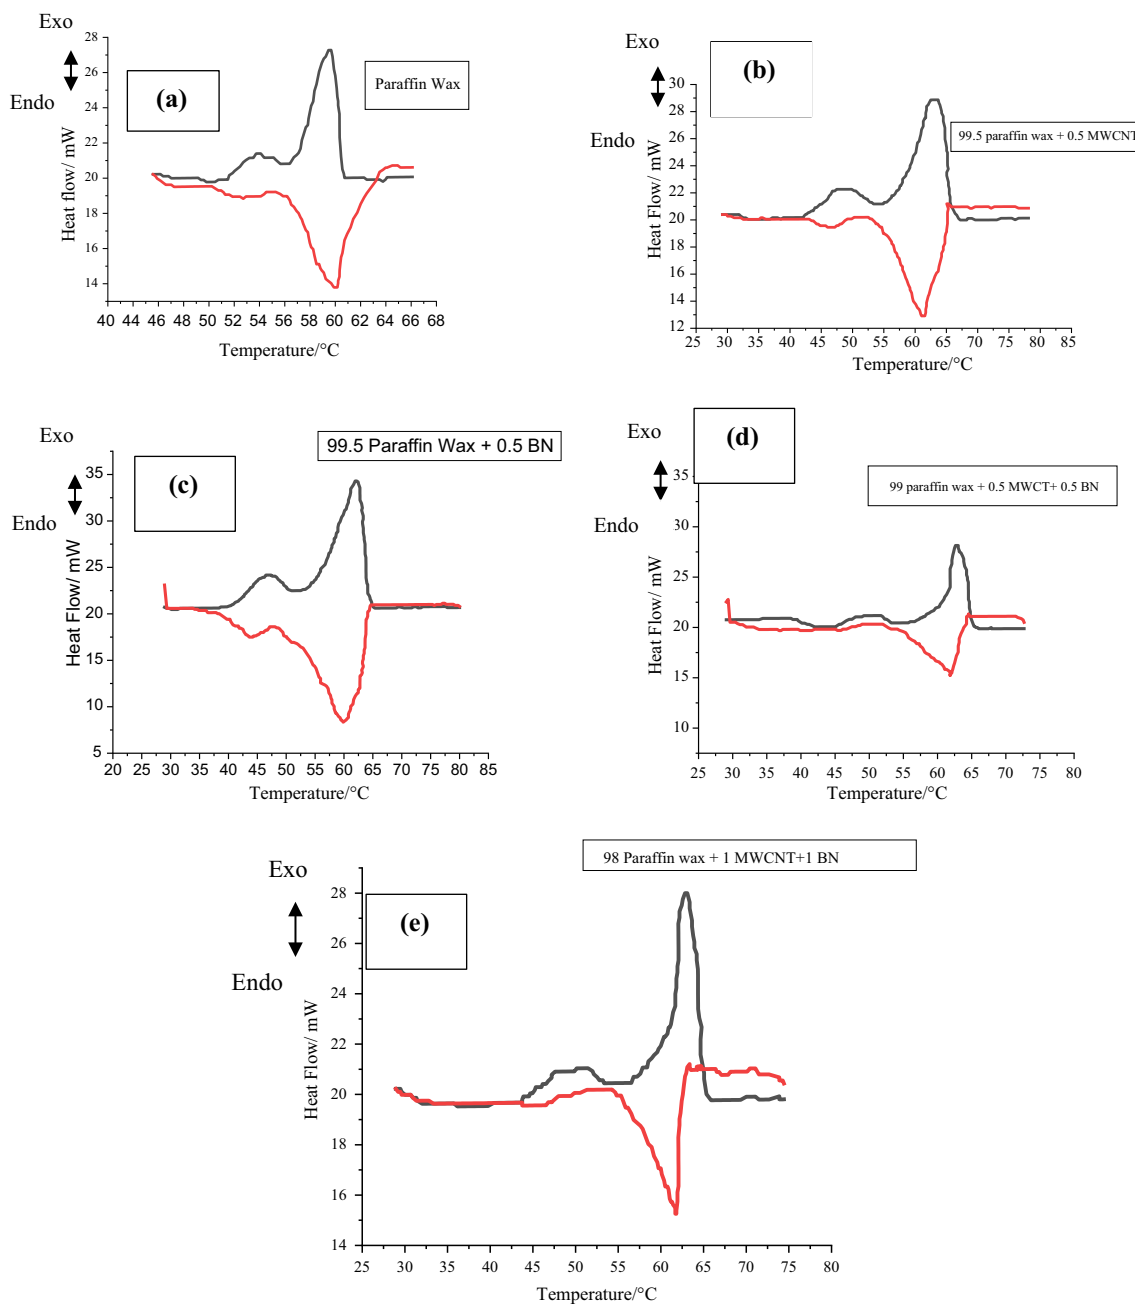 Exo
Endo
(a)
Paraffin Wax
Heat flow/ mW
28
26
24
22
20
18
16
14
40 44 46 48 50 52 54 56 58 60 62 64 66 68
Temperature/°C
Exo
Endo
(b)
99.5 paraffin wax + 0.5 MWCNT
Heat Flow/ mW
30
28
26
24
22
20
18
16
14
12
25 30 35 40 45 50 55 60 65 70 75 80 85
Temperature/°C
Exo
Endo
(c)
99.5 Paraffin Wax + 0.5 BN
Heat Flow/ mW
35
30
25
20
15
10
5
20 25 30 35 40 45 50 55 60 65 70 75 80 85
Temperature/°C
Exo
Endo
(d)
99 paraffin wax + 0.5 MWCT+ 0.5 BN
Heat Flow/ mW
35
30
25
20
15
10
25 30 35 40 45 50 55 60 65 70 75 80
Temperature/°C
Exo
Endo
(e)
98 Paraffin wax + 1 MWCNT+1 BN
Heat Flow/ mW
28
26
24
22
20
18
16
14
25 30 35 40 45 50 55 60 65 70 75 80
Temperature/°C